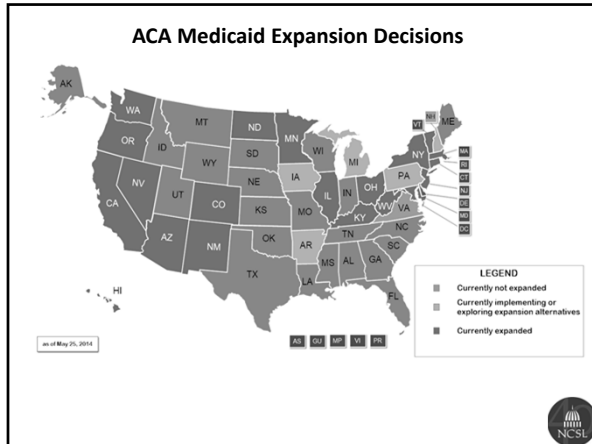 ACA Medicaid Expansion Decisions
AK
WA
OR
CA
NV
ID
MT
WY
UT
AZ
CO
NM
ND
SD
NE
KS
OK
TX
MN
IA
MO
AR
LA
WI
IL
MS
MI
IN
KY
TN
AL
OH
WV
GA
FL
SC
NC
VA
PA
NY
VT
NH
ME
MA
RI
CT
NJ
DE
MD
DC
HI
AS GU MP VI PR
as of May 25, 2014
LEGEND
Currently not expanded
Currently implementing or
exploring expansion alternatives
Currently expanded
NCSL